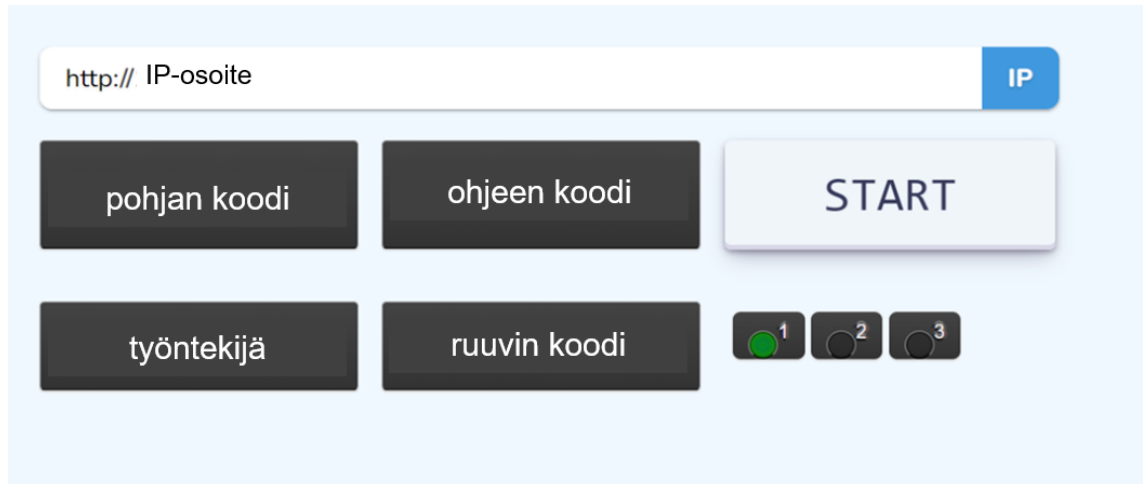 http:// IP-osoite IP
pohjan koodi ohjeen koodi START
työntekijä ruuvin koodi 1 2 3